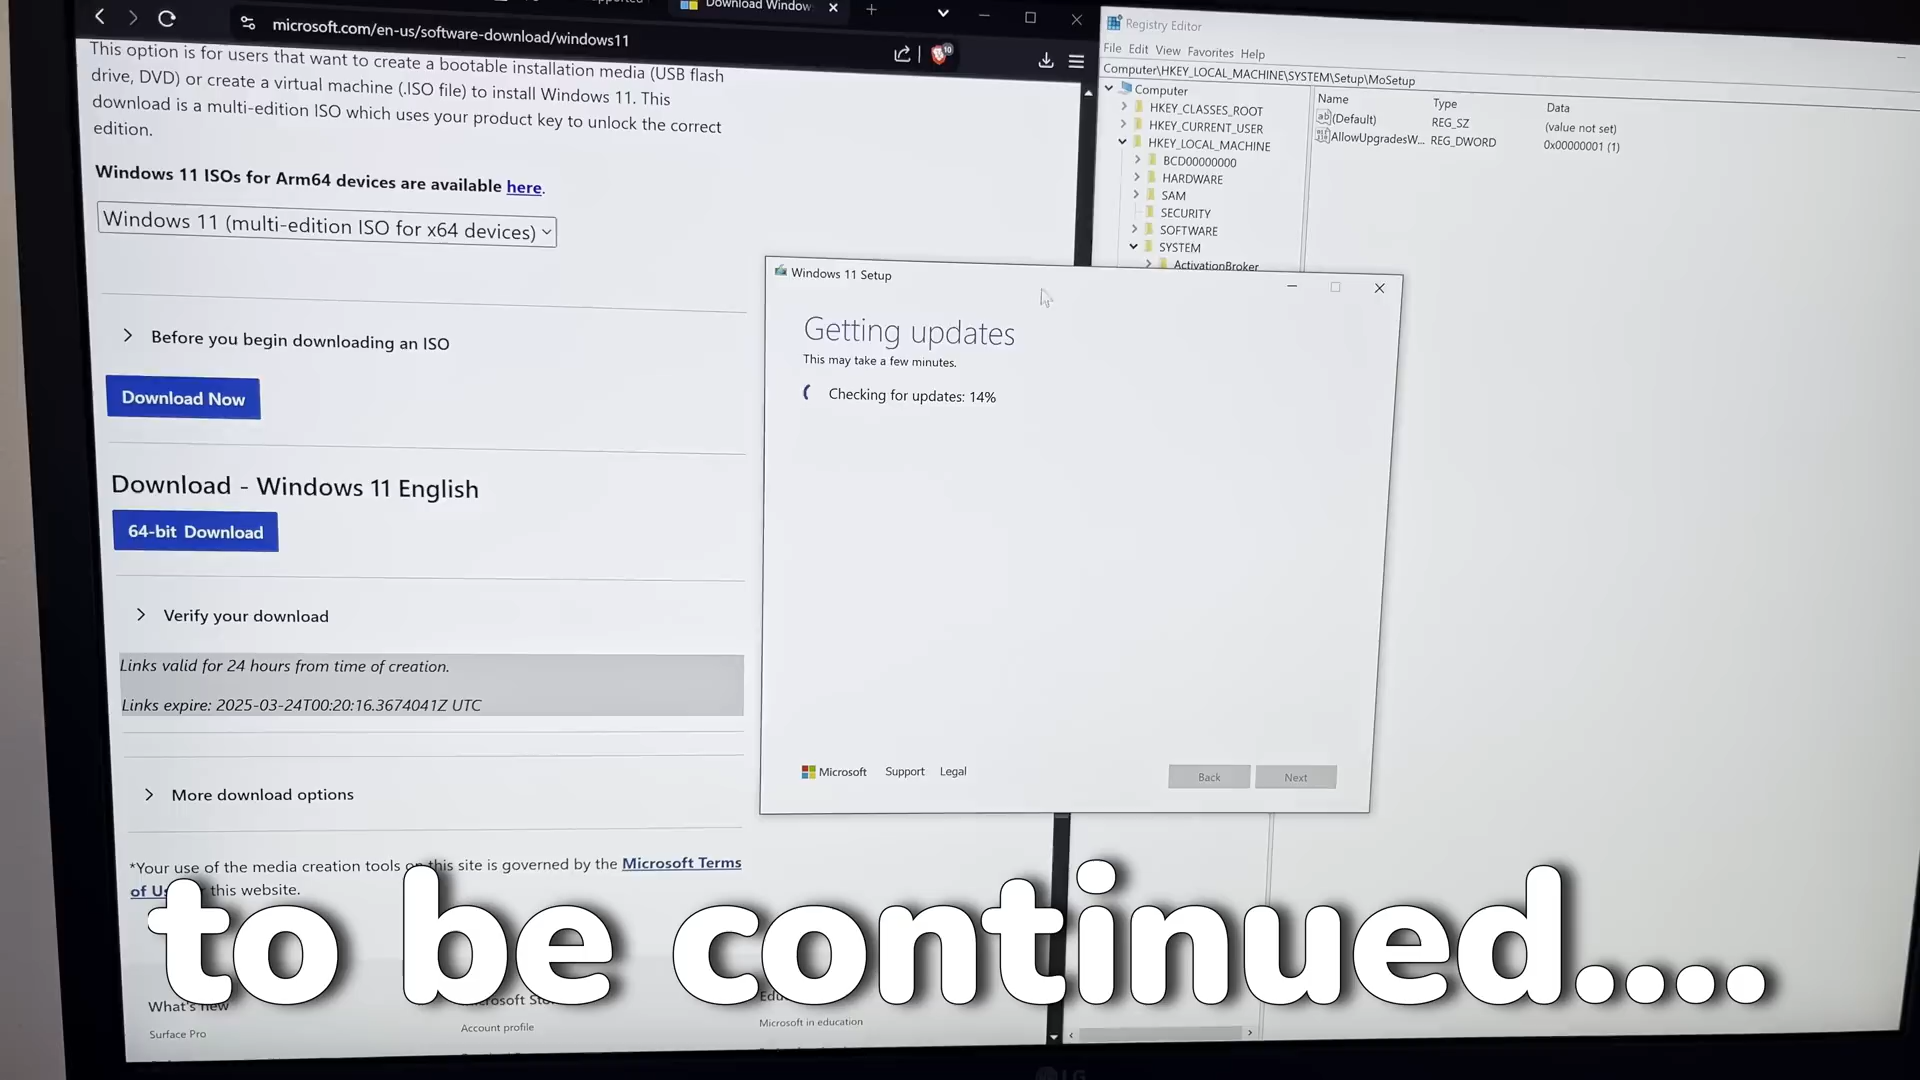 Download Window
microsoft.com/en-us/software-download/windows11
10
This option is for users that want to create a bootable installation media (USB flash
drive, DVD) or create a virtual machine (.ISO file) to install Windows 11. This
download is a multi-edition ISO which uses your product key to unlock the correct
edition.
Windows 11 ISOs for Arm64 devices are available here.
Windows 11 (multi-edition ISO for x64 devices)
Before you begin downloading an ISO
Download Now
Download - Windows 11 English
64-bit Download
Verify your download
Links valid for 24 hours from time of creation.
Links expire: 2025-03-24T00:20:16.3674041Z UTC
More download options
*Your use of the media creation tools on this site is governed by the Microsoft Terms
this website.
What's new
Surface Pro
Account profile
Microsoft in education
Registry Editor
File Edit View Favorites Help
Computer\HKEY_LOCAL_MACHINE\SYSTEM\Setup\MoSetup
Computer
HKEY_CLASSES_ROOT
HKEY_CURRENT_USER
HKEY_LOCAL_MACHINE
BCD00000000
HARDWARE
SAM
SECURITY
SOFTWARE
SYSTEM
ActivationBroker
Name Type Data
(Default) REG_SZ (value not set)
AllowUpgradesW... REG_DWORD 0x00000001 (1)
Windows 11 Setup
Getting updates
This may take a few minutes.
Checking for updates: 14%
Microsoft Support Legal
Back Next
to be continued....
LG